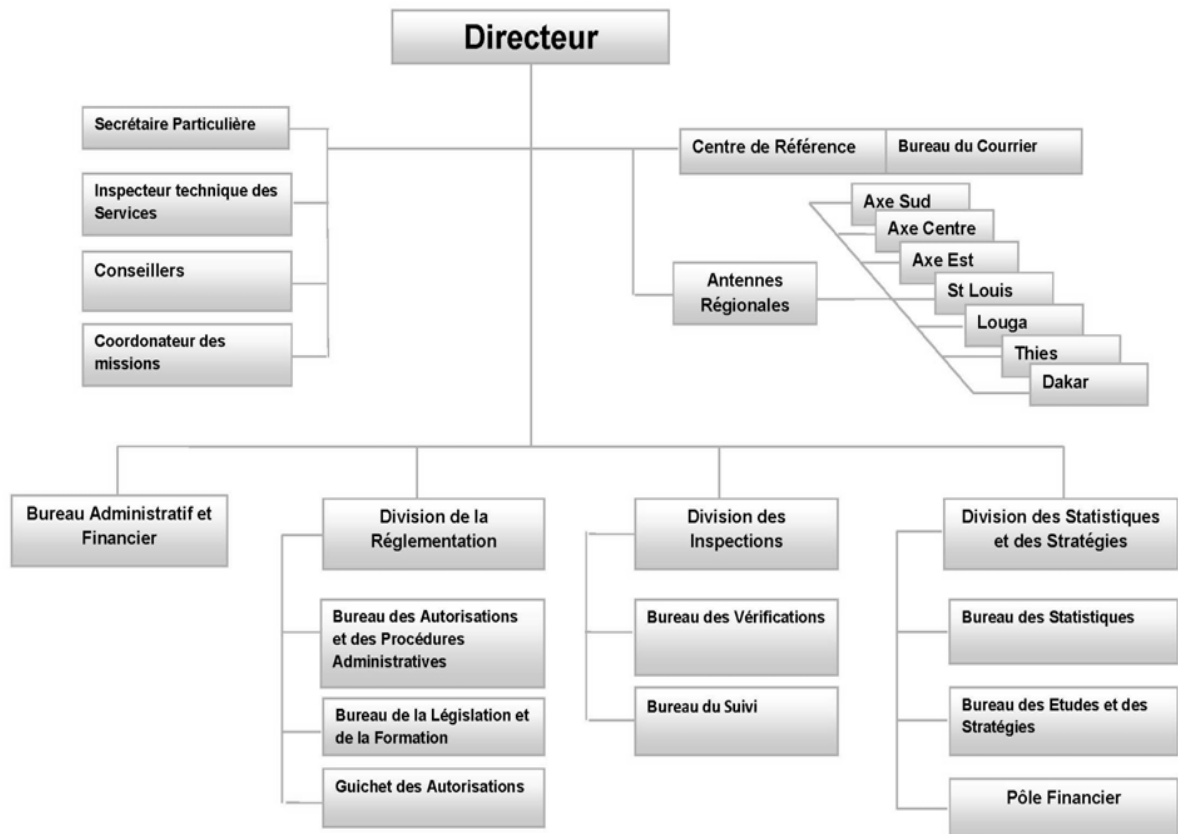 Directeur
Secrétaire Particulière
Inspecteur technique des
Services
Conseillers
Coordonateur des
missions
Centre de Référence
Bureau du Courrier
Antennes
Régionales
Axe Sud
Axe Centre
Axe Est
St Louis
Louga
Thies
Dakar
Bureau Administratif et
Financier
Division de la
Réglementation
Bureau des Autorisations
et des Procédures
Administratives
Bureau de la Législation et
de la Formation
Guichet des Autorisations
Division des
Inspections
Bureau des Vérifications
Bureau du Suivi
Division des Statistiques
et des Stratégies
Bureau des Statistiques
Bureau des Etudes et des
Stratégies
Pôle Financier